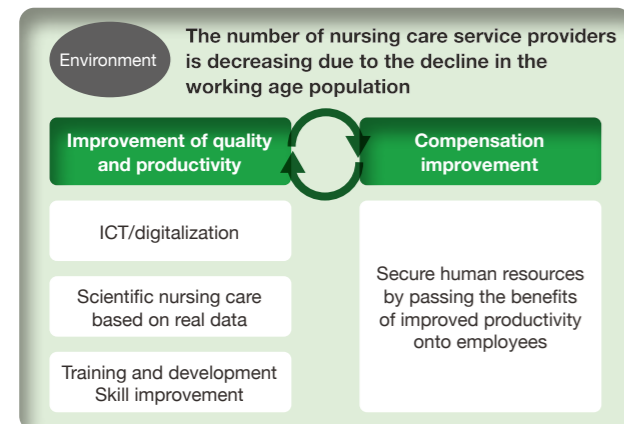 Environment
The number of nursing care service providers
is decreasing due to the decline in the
working age population
Improvement of quality
and productivity
Compensation
improvement
ICT/digitalization
Scientific nursing care
based on real data
Training and development
Skill improvement
Secure human resources
by passing the benefits
of improved productivity
onto employees